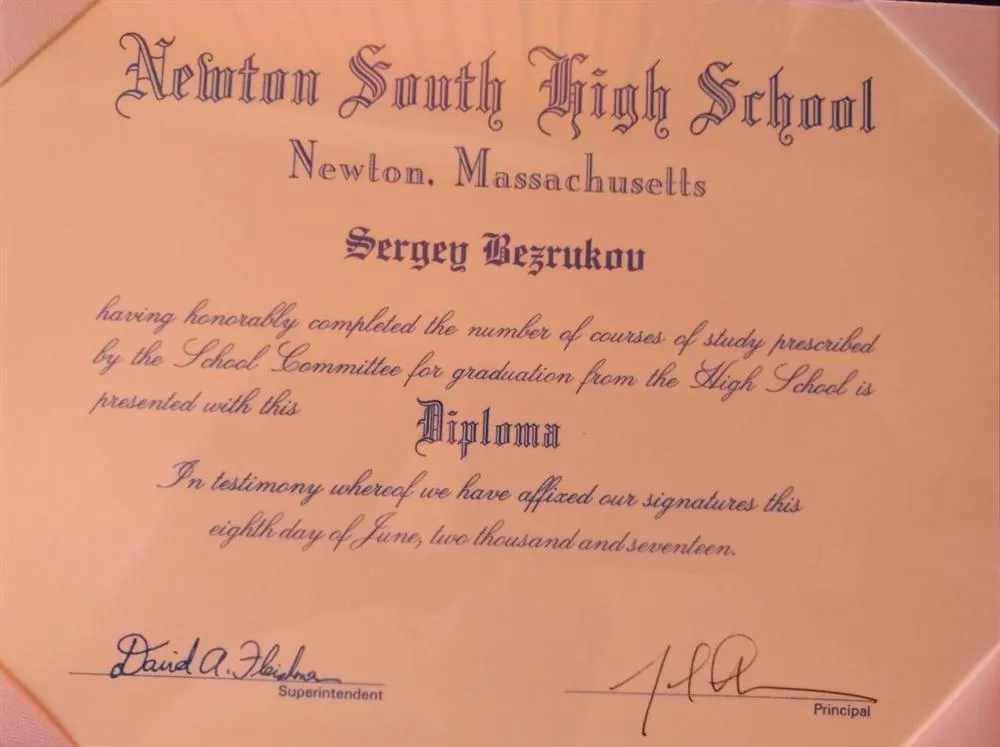 Newton South High School
Newton, Massachusetts
Sergey Bezrukov
having honorably completed the number of courses of study prescribed
by the School Committee for graduation from the High School is
presented with this
Diploma
In testimony whereof we have affixed our signatures this
eighth day of June, two thousand and seventeen.
David A. Fleishman
Superintendent
Principal